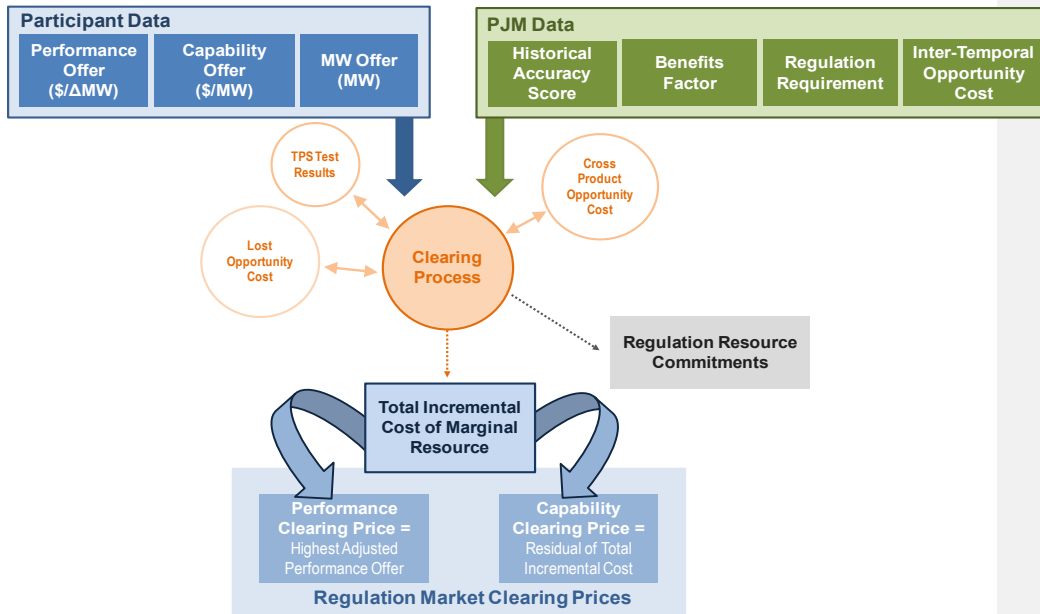 Participant Data
Performance
Offer
($/ΔMW)
Capability
Offer
($/MW)
MW Offer
(MW)
PJM Data
Historical
Accuracy
Score
Benefits
Factor
Regulation
Requirement
Inter-Temporal
Opportunity
Cost
TPS Test
Results
Cross
Product
Opportunity
Cost
Lost
Opportunity
Cost
Clearing
Process
Regulation Resource
Commitments
Total Incremental
Cost of Marginal
Resource
Performance
Clearing Price =
Highest Adjusted
Performance Offer
Capability
Clearing Price =
Residual of Total
Incremental Cost
Regulation Market Clearing Prices